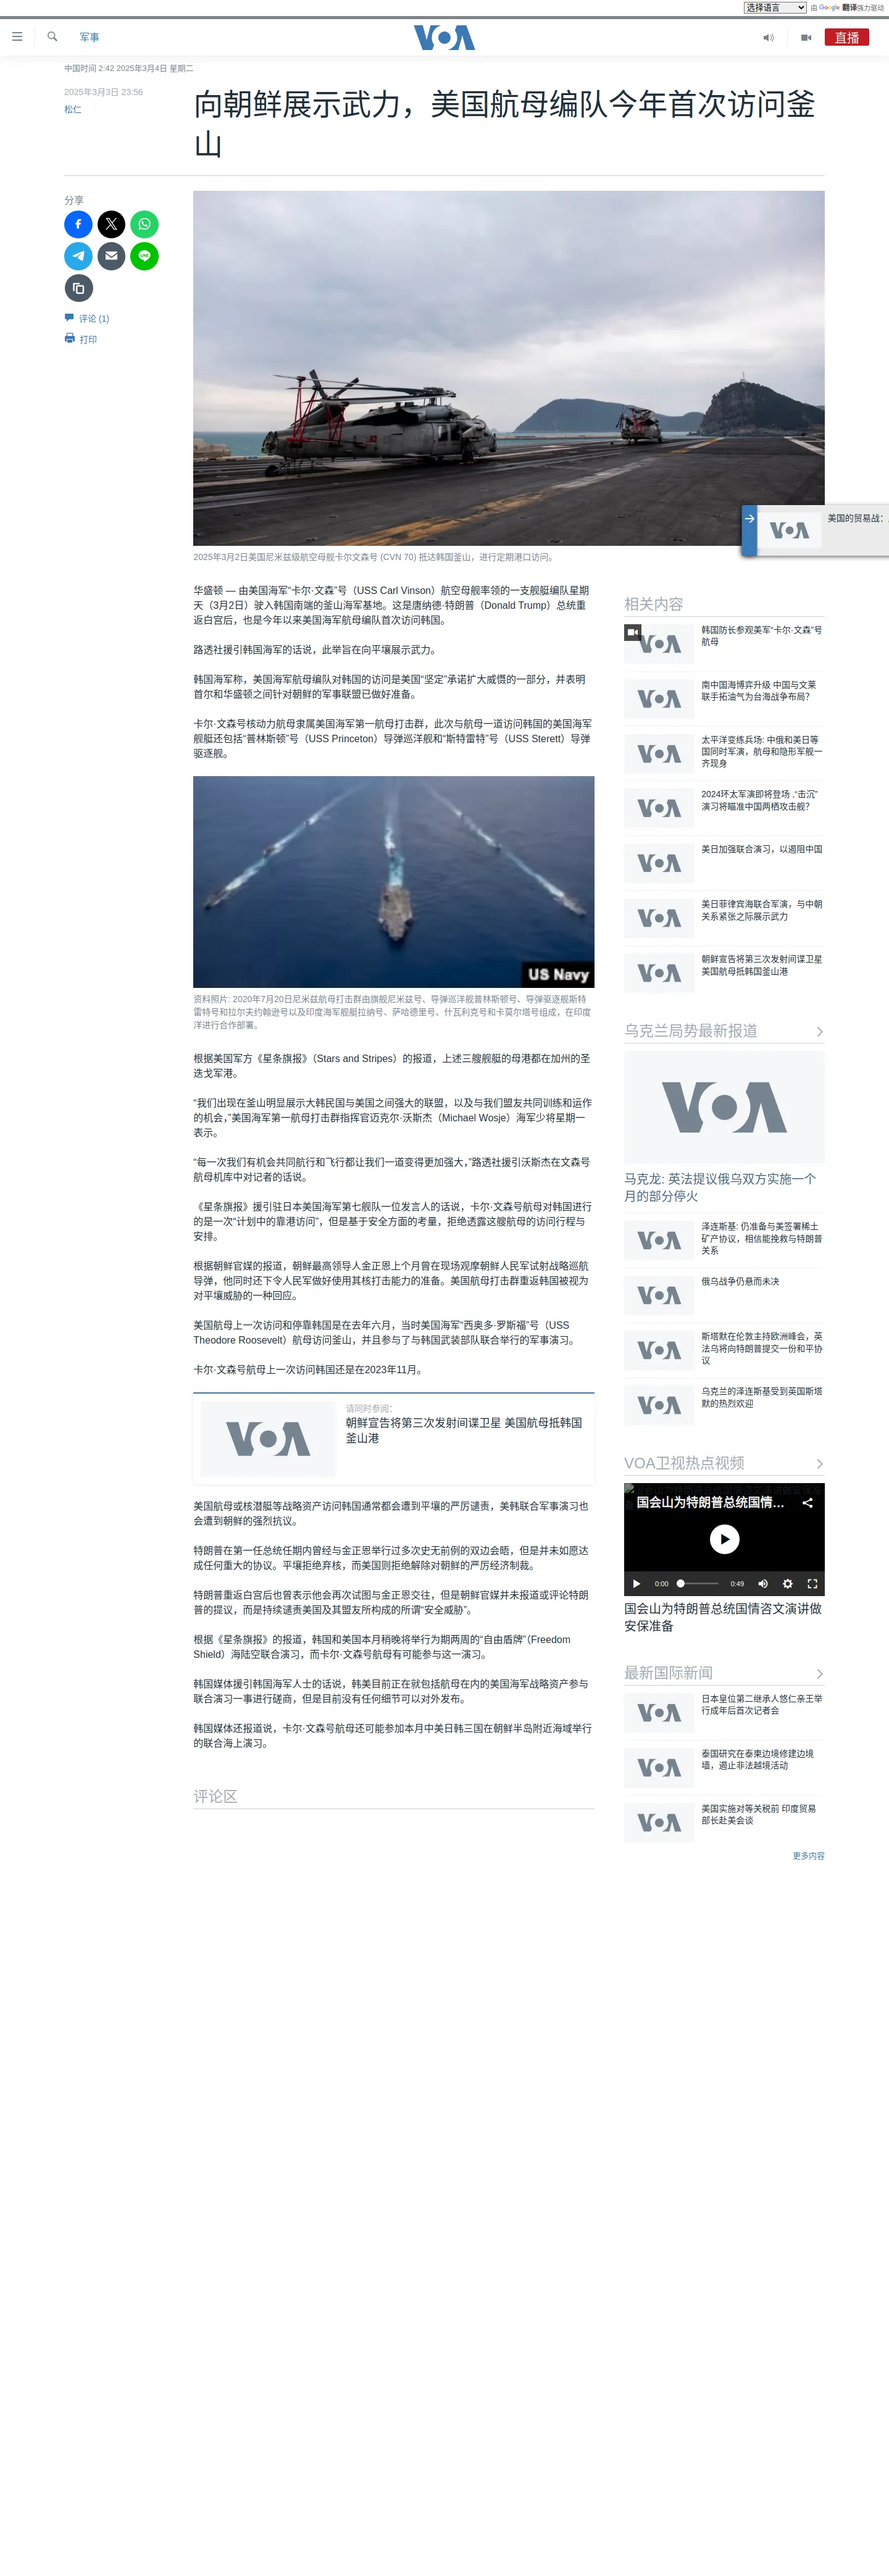 选择语言
由 Google 翻译强力驱动
军事
VOA
直播
中国时间 2:42 2025年3月4日 星期二
2025年3月3日 23:56
松仁
向朝鲜展示武力，美国航母编队今年首次访问釜
山
分享
评论 (1)
打印
2025年3月2日美国尼米兹级航空母舰卡尔文森号 (CVN 70) 抵达韩国釜山，进行定期港口访问。
美国的贸易战：
华盛顿 — 由美国海军“卡尔·文森”号（USS Carl Vinson）航空母舰率领的一支舰艇编队星期
天（3月2日）驶入韩国南端的釜山海军基地。这是唐纳德·特朗普（Donald Trump）总统重
返白宫后，也是今年以来美国海军航母编队首次访问韩国。
路透社援引韩国海军的话说，此举旨在向平壤展示武力。
韩国海军称，美国海军航母编队对韩国的访问是美国“坚定”承诺扩大威慑的一部分，并表明
首尔和华盛顿之间针对朝鲜的军事联盟已做好准备。
卡尔·文森号核动力航母隶属美国海军第一航母打击群，此次与航母一道访问韩国的美国海军
舰艇还包括“普林斯顿”号（USS Princeton）导弹巡洋舰和“斯特雷特”号（USS Sterett）导弹
驱逐舰。
US Navy
资料照片: 2020年7月20日尼米兹航母打击群由旗舰尼米兹号、导弹巡洋舰普林斯顿号、导弹驱逐舰斯特
雷特号和拉尔夫约翰逊号以及印度海军舰艇拉纳号、萨哈德里号、什瓦利克号和卡莫尔塔号组成，在印度
洋进行合作部署。
根据美国军方《星条旗报》（Stars and Stripes）的报道，上述三艘舰艇的母港都在加州的圣
迭戈军港。
“我们出现在釜山明显展示大韩民国与美国之间强大的联盟，以及与我们盟友共同训练和运作
的机会，”美国海军第一航母打击群指挥官迈克尔·沃斯杰（Michael Wosje）海军少将星期一
表示。
“每一次我们有机会共同航行和飞行都让我们一道变得更加强大，”路透社援引沃斯杰在文森号
航母机库中对记者的话说。
《星条旗报》援引驻日本美国海军第七舰队一位发言人的话说，卡尔·文森号航母对韩国进行
的是一次“计划中的靠港访问”，但是基于安全方面的考量，拒绝透露这艘航母的访问行程与
安排。
根据朝鲜官媒的报道，朝鲜最高领导人金正恩上个月曾在现场观摩朝鲜人民军试射战略巡航
导弹，他同时还下令人民军做好使用其核打击能力的准备。美国航母打击群重返韩国被视为
对平壤威胁的一种回应。
美国航母上一次访问和停靠韩国是在去年六月，当时美国海军“西奥多·罗斯福”号（USS
Theodore Roosevelt）航母访问釜山，并且参与了与韩国武装部队联合举行的军事演习。
卡尔·文森号航母上一次访问韩国还是在2023年11月。
VOA
请同时参阅：
朝鲜宣告将第三次发射间谍卫星 美国航母抵韩国
釜山港
美国航母或核潜艇等战略资产访问韩国通常都会遭到平壤的严厉谴责，美韩联合军事演习也
会遭到朝鲜的强烈抗议。
特朗普在第一任总统任期内曾经与金正恩举行过多次史无前例的双边会晤，但是并未如愿达
成任何重大的协议。平壤拒绝弃核，而美国则拒绝解除对朝鲜的严厉经济制裁。
特朗普重返白宫后也曾表示他会再次试图与金正恩交往，但是朝鲜官媒并未报道或评论特朗
普的提议，而是持续谴责美国及其盟友所构成的所谓“安全威胁”。
根据《星条旗报》的报道，韩国和美国本月稍晚将举行为期两周的“自由盾牌”（Freedom
Shield）海陆空联合演习，而卡尔·文森号航母有可能参与这一演习。
韩国媒体援引韩国海军人士的话说，韩美目前正在就包括航母在内的美国海军战略资产参与
联合演习一事进行磋商，但是目前没有任何细节可以对外发布。
韩国媒体还报道说，卡尔·文森号航母还可能参加本月中美日韩三国在朝鲜半岛附近海域举行
的联合海上演习。
评论区
相关内容
韩国防长参观美军“卡尔·文森”号
航母
南中国海博弈升级 中国与文莱
联手拓油气为台海战争布局？
太平洋变练兵场: 中俄和美日等
国同时军演，航母和隐形军舰一
齐现身
2024环太军演即将登场 ,“击沉”
演习将瞄准中国两栖攻击舰？
美日加强联合演习，以遏阻中国
美日菲律宾海联合军演，与中朝
关系紧张之际展示武力
朝鲜宣告将第三次发射间谍卫星
美国航母抵韩国釜山港
乌克兰局势最新报道
VOA
马克龙: 英法提议俄乌双方实施一个
月的部分停火
泽连斯基: 仍准备与美签署稀土
矿产协议，相信能挽救与特朗普
关系
俄乌战争仍悬而未决
斯塔默在伦敦主持欧洲峰会，英
法乌将向特朗普提交一份和平协
议
乌克兰的泽连斯基受到英国斯塔
默的热烈欢迎
VOA卫视热点视频
国会山为特朗普总统国情...
0:00
0:49
国会山为特朗普总统国情咨文演讲做
安保准备
最新国际新闻
日本皇位第二继承人悠仁亲王举
行成年后首次记者会
泰国研究在泰柬边境修建边境
墙，遏止非法越境活动
美国实施对等关税前 印度贸易
部长赴美会谈
更多内容